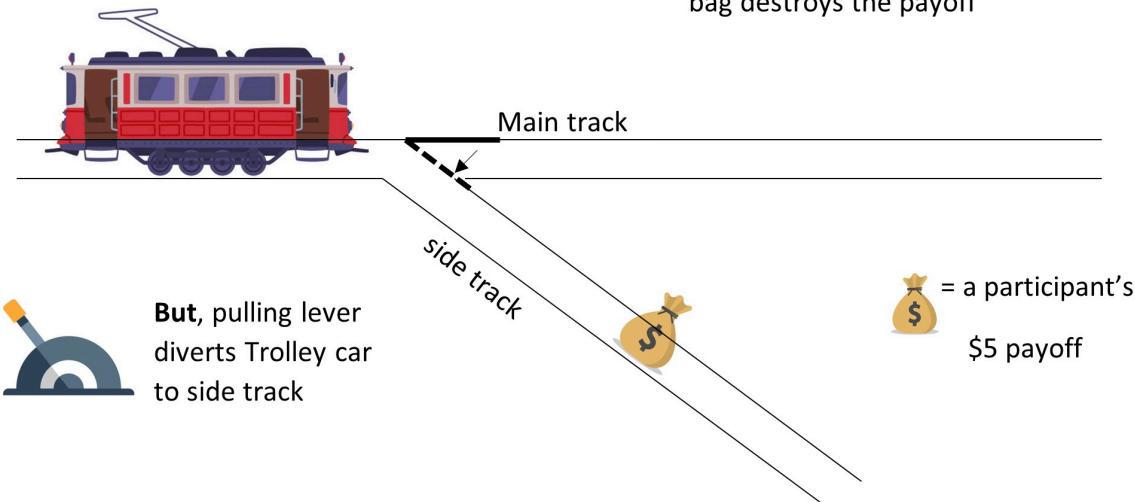 bag destroys the payoff
Main track
side track
$
$
= a participant's
$5 payoff
But, pulling lever
diverts Trolley car
to side track